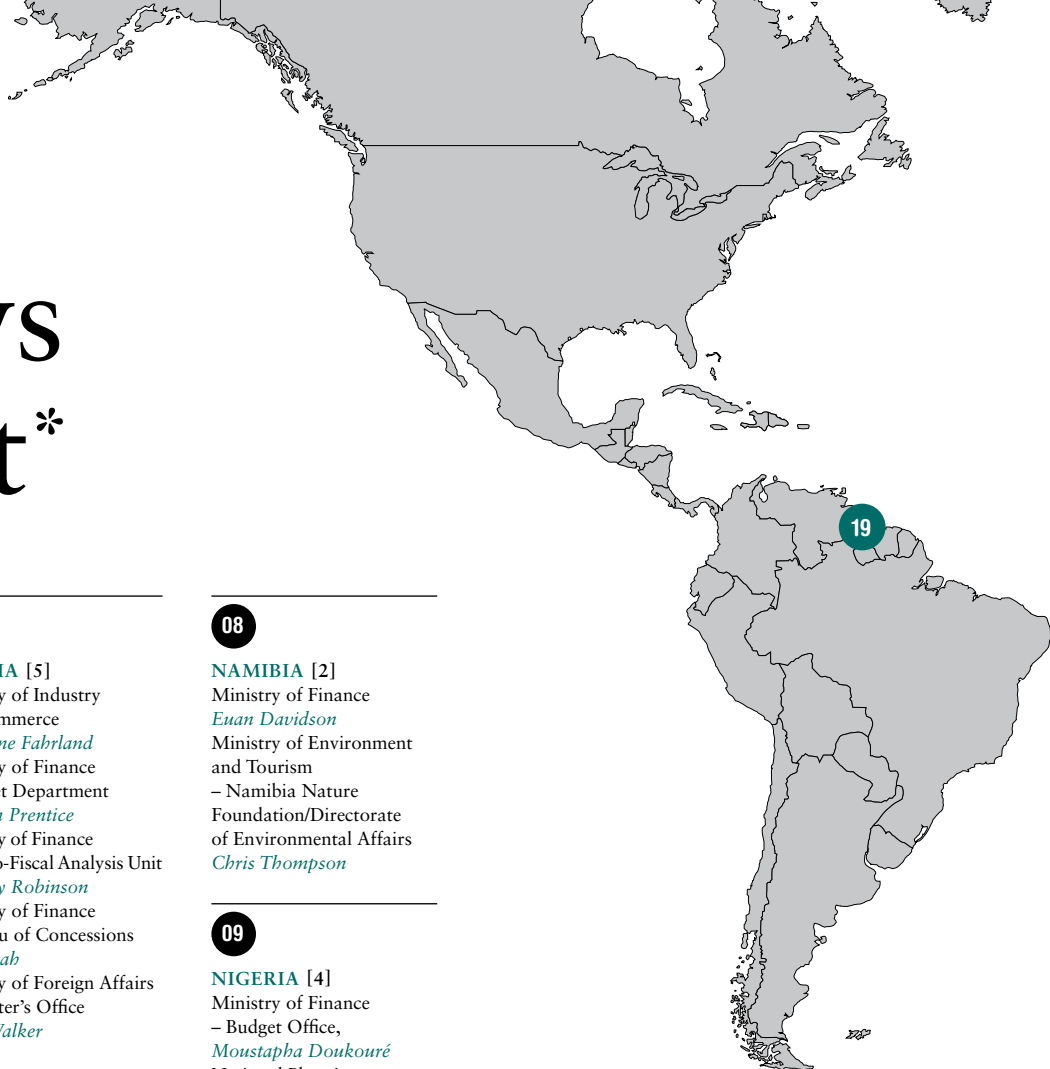 ys
t*
19
IA [5]
y of Industry
mmerce
ne Fahrland
y of Finance
et Department
n Prentice
y of Finance
o-Fiscal Analysis Unit
y Robinson
y of Finance
u of Concessions
ah
y of Foreign Affairs
ter’s Office
Walker
08
NAMIBIA [2]
Ministry of Finance
Euan Davidson
Ministry of Environment
and Tourism
– Namibia Nature
Foundation/Directorate
of Environmental Affairs
Chris Thompson
09
NIGERIA [4]
Ministry of Finance
– Budget Office,
Moustapha Doukouré